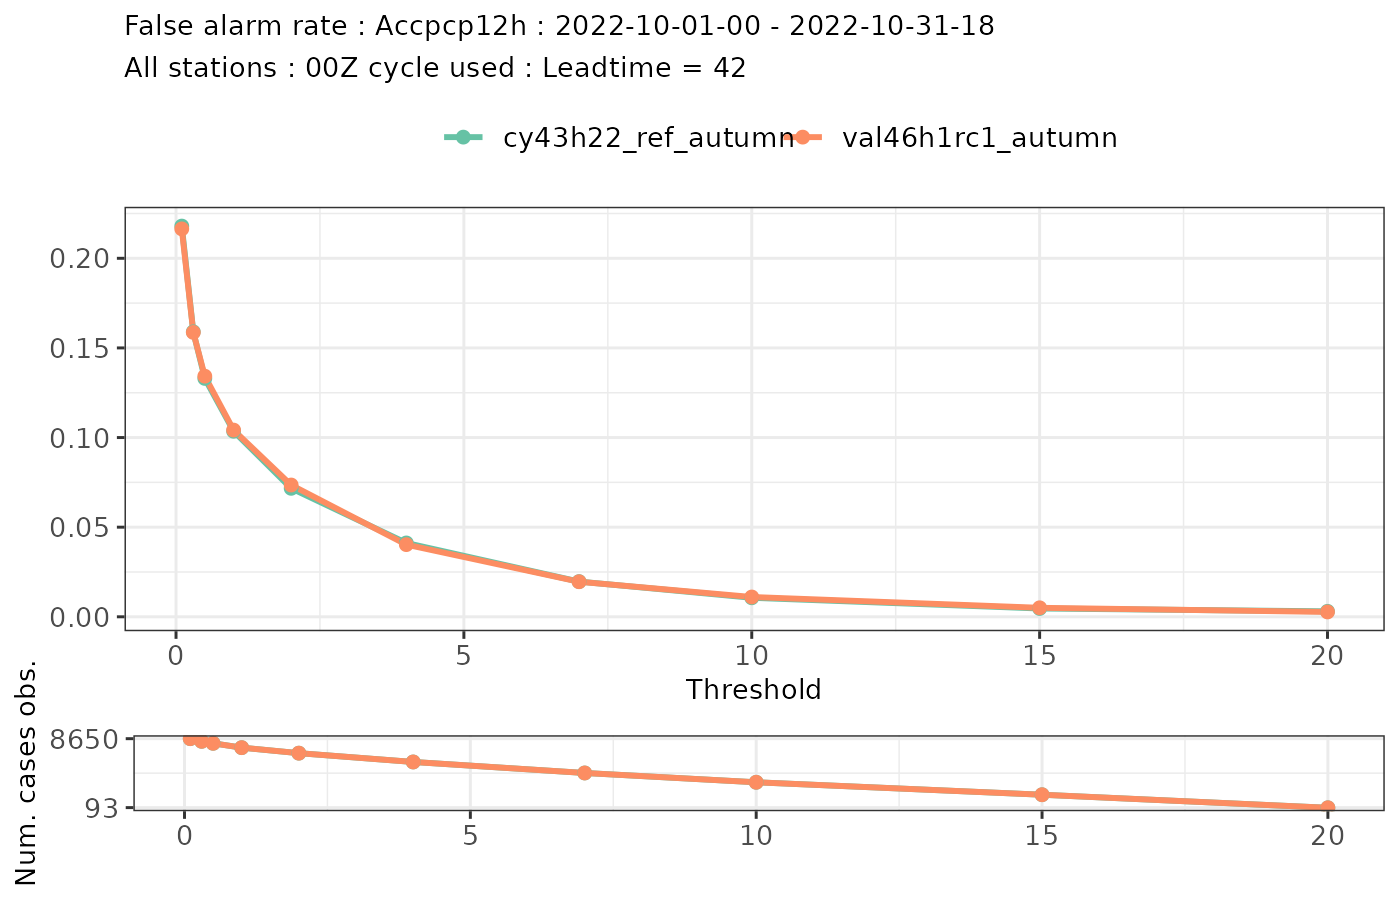 False alarm rate : Accpcp12h : 2022-10-01-00 - 2022-10-31-18
All stations : 00Z cycle used : Leadtime = 42
cy43h22_ref_autumn val46h1rc1_autumn
0.20
0.15
0.10
0.05
0.00
0 5 10 15 20
Threshold
Num. cases obs.
8650
93
0 5 10 15 20